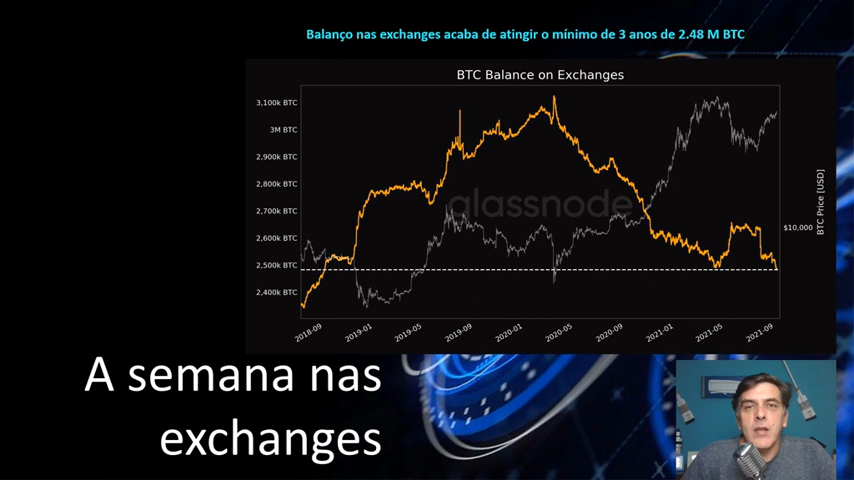 Balanço nas exchanges acaba de atingir o mínimo de 3 anos de 2.48 M BTC
BTC Balance on Exchanges
3,100k BTC
3M BTC
2,900k BTC
2,800k BTC
2,700k BTC
2,600k BTC
2,500k BTC
2,400k BTC
glassnode
$10,000
BTC Price [USD]
2018-09
2019-01
2019-05
2019-09
2020-01
2020-05
2020-09
2021-01
2021-05
2021-09
A semana nas
exchanges